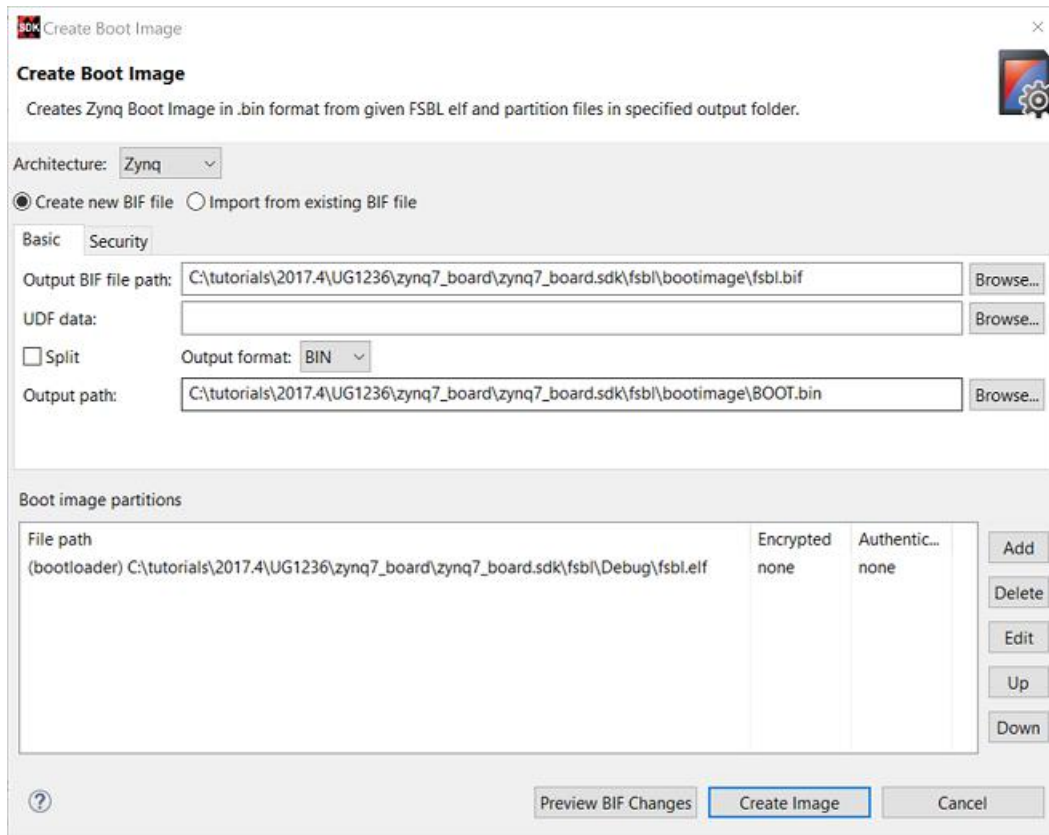 SDK Create Boot Image
Create Boot Image
Creates Zynq Boot Image in .bin format from given FSBL elf and partition files in specified output folder.
Architecture: Zynq
Create new BIF file Import from existing BIF file
Basic Security
Output BIF file path: C:\tutorials\2017.4\UG1236\zynq7_board\zynq7_board.sdk\fsbl\bootimage\fsbl.bif Browse...
UDF data: Browse...
Split Output format: BIN
Output path: C:\tutorials\2017.4\UG1236\zynq7_board\zynq7_board.sdk\fsbl\bootimage\BOOT.bin Browse...
Boot image partitions
File path Encrypted Authentic... Add
(bootloader) C:\tutorials\2017.4\UG1236\zynq7_board\zynq7_board.sdk\fsbl\Debug\fsbl.elf none none
Delete
Edit
Up
Down
? Preview BIF Changes Create Image Cancel